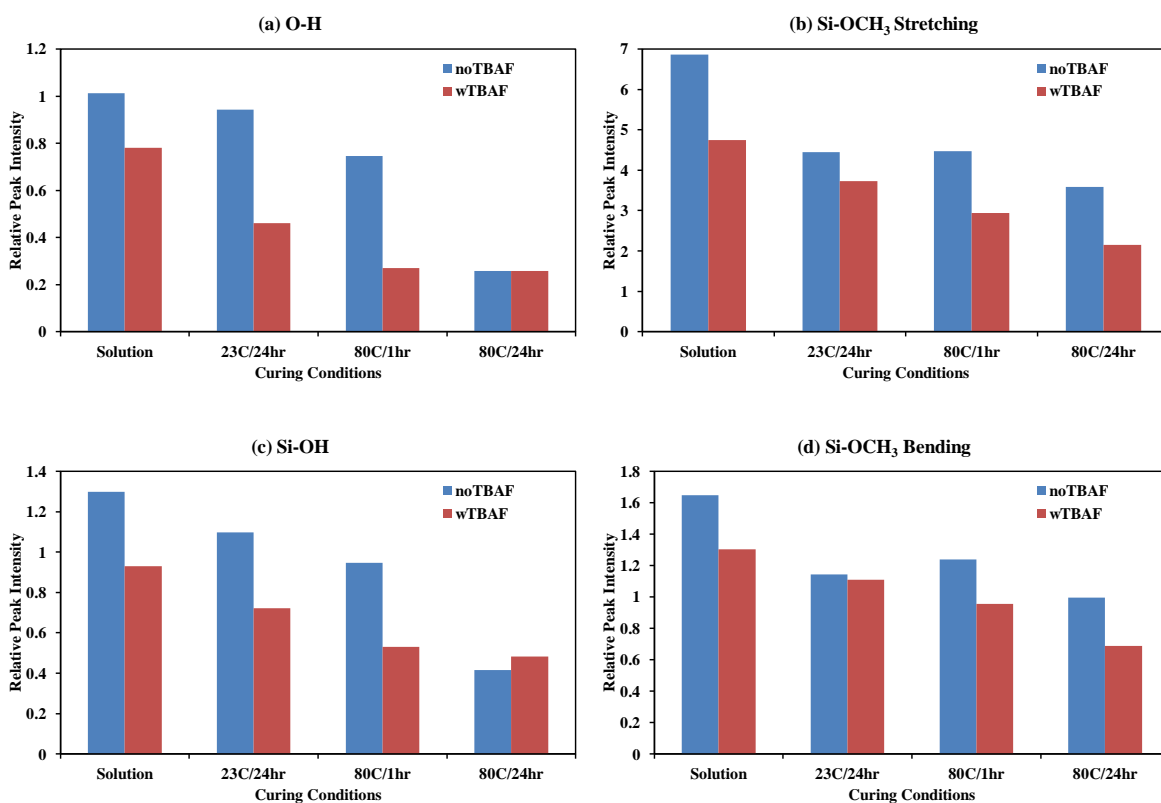 (a) O-H
Relative Peak Intensity
1.2
1
0.8
0.6
0.4
0.2
0
noTBAF
wTBAF
Solution 23C/24hr 80C/1hr 80C/24hr
Curing Conditions
(b) Si-OCH₃ Stretching
Relative Peak Intensity
7
6
5
4
3
2
1
0
noTBAF
wTBAF
Solution 23C/24hr 80C/1hr 80C/24hr
Curing Conditions
(c) Si-OH
Relative Peak Intensity
1.4
1.2
1
0.8
0.6
0.4
0.2
0
noTBAF
wTBAF
Solution 23C/24hr 80C/1hr 80C/24hr
Curing Conditions
(d) Si-OCH₃ Bending
Relative Peak Intensity
1.8
1.6
1.4
1.2
1
0.8
0.6
0.4
0.2
0
noTBAF
wTBAF
Solution 23C/24hr 80C/1hr 80C/24hr
Curing Conditions